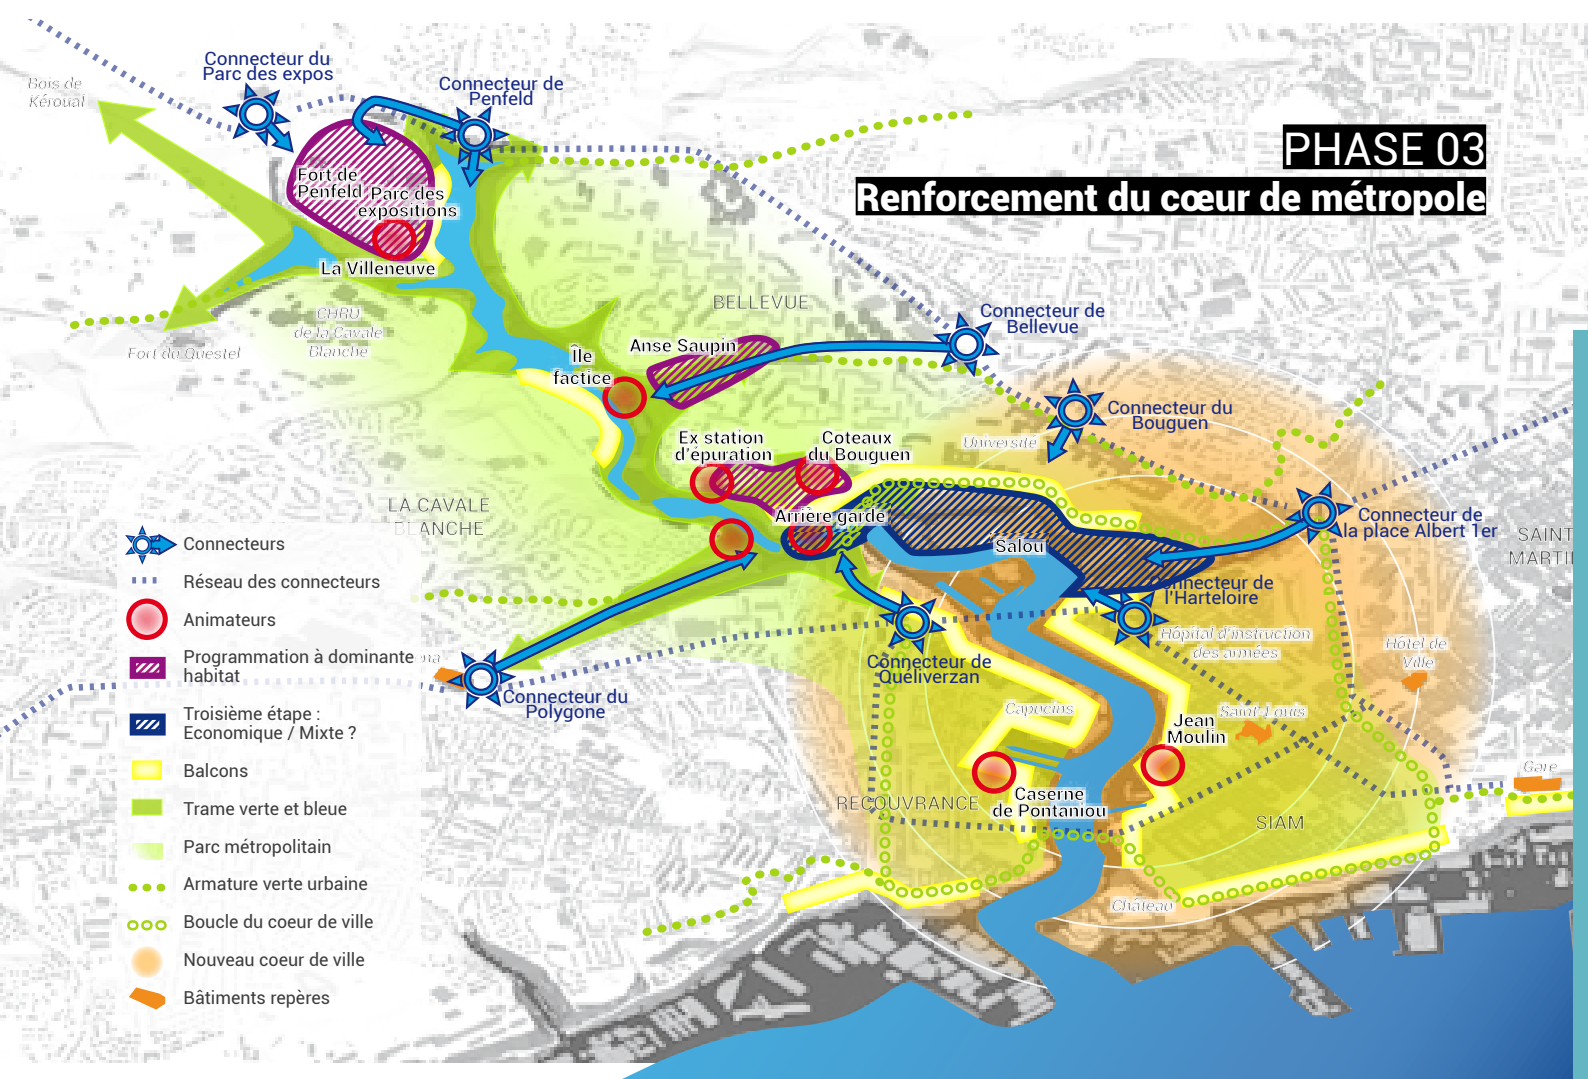 PHASE 03
Renforcement du cœur de métropole
Connecteur du
Parc des expos
Connecteur de
Penfeld
Bois de
Kéroual
Fort de
Penfeld
Parc des
expositions
La Villeneuve
CHRU
de la Cavale
Blanche
Fort du Questel
BELLEVUE
Connecteur de
Bellevue
Île
factice
Anse Saupin
Connecteur du
Bouguen
Université
Ex station
d'épuration
Coteaux
du Bouguen
LA CAVALE
BLANCHE
Arrière garde
Salou
Connecteur de
la place Albert 1er
SAINT
Connecteur de
l'Harteloire
Hôpital d'instruction
des armées
Hôtel de
Ville
Connecteur de
Quéliverzan
Connecteur du
Polygone
Capucins
Saint-Louis
Jean
Moulin
Gare
RECOUVRANCE
Caserne
de Pontaniou
SIAM
Château
Connecteurs
Réseau des connecteurs
Animateurs
Programmation à dominante
habitat
Troisième étape :
Economique / Mixte ?
Balcons
Trame verte et bleue
Parc métropolitain
Armature verte urbaine
Boucle du coeur de ville
Nouveau coeur de ville
Bâtiments repères